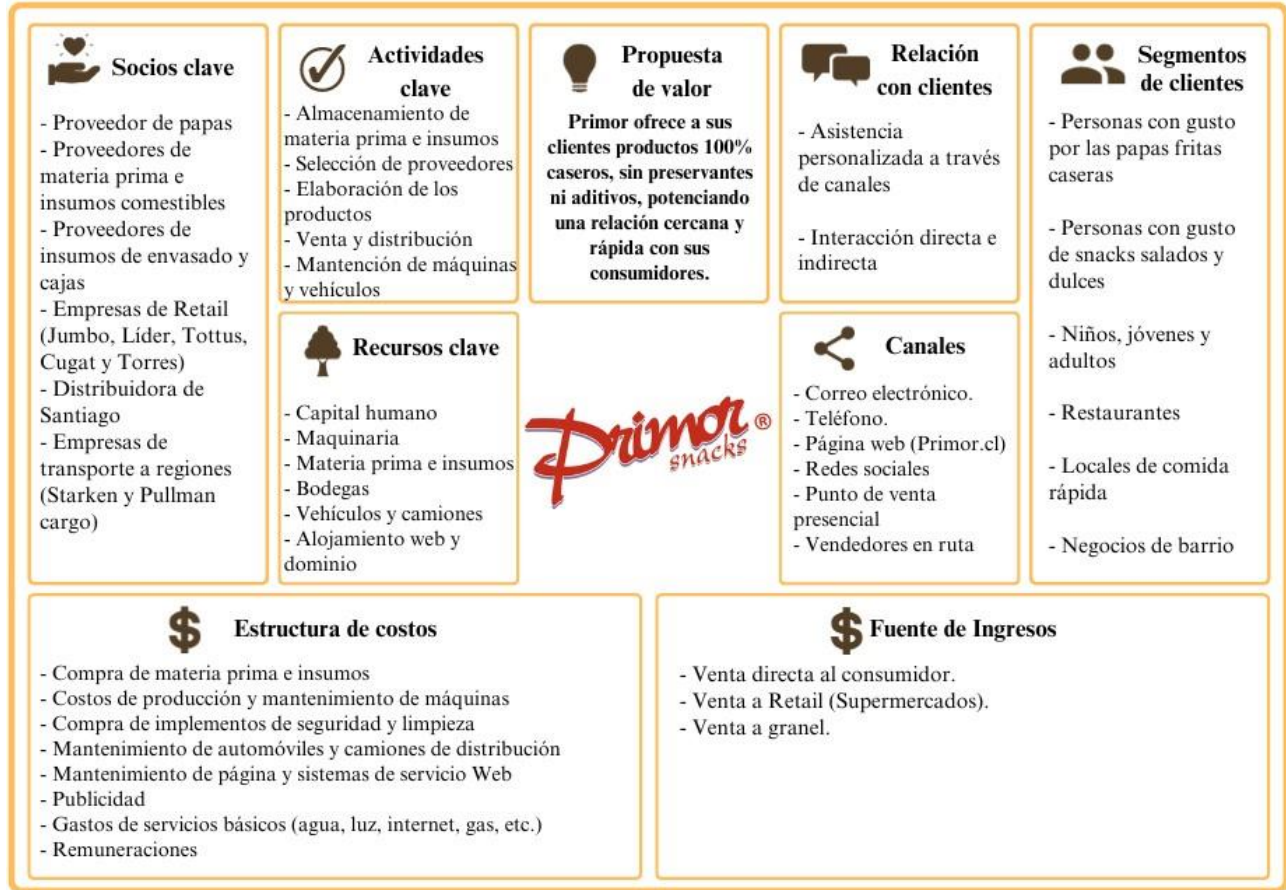 Socios clave
- Proveedor de papas
- Proveedores de
materia prima e
insumos comestibles
- Proveedores de
insumos de envasado y
cajas
- Empresas de Retail
(Jumbo, Líder, Tottus,
Cugat y Torres)
- Distribuidora de
Santiago
- Empresas de
transporte a regiones
(Starken y Pullman
cargo)
Actividades
clave
- Almacenamiento de
materia prima e insumos
- Selección de proveedores
- Elaboración de los
productos
- Venta y distribución
- Mantención de máquinas
y vehículos
Recursos clave
- Capital humano
- Maquinaria
- Materia prima e insumos
- Bodegas
- Vehículos y camiones
- Alojamiento web y
dominio
Propuesta
de valor
Primor ofrece a sus
clientes productos 100%
caseros, sin preservantes
ni aditivos, potenciando
una relación cercana y
rápida con sus
consumidores.
Primor ®
snacks
Relación
con clientes
- Asistencia
personalizada a través
de canales
- Interacción directa e
indirecta
Canales
- Correo electrónico.
- Teléfono.
- Página web (Primor.cl)
- Redes sociales
- Punto de venta
presencial
- Vendedores en ruta
Segmentos
de clientes
- Personas con gusto
por las papas fritas
caseras
- Personas con gusto
de snacks salados y
dulces
- Niños, jóvenes y
adultos
- Restaurantes
- Locales de comida
rápida
- Negocios de barrio
$ Estructura de costos
- Compra de materia prima e insumos
- Costos de producción y mantenimiento de máquinas
- Compra de implementos de seguridad y limpieza
- Mantenimiento de automóviles y camiones de distribución
- Mantenimiento de página y sistemas de servicio Web
- Publicidad
- Gastos de servicios básicos (agua, luz, internet, gas, etc.)
- Remuneraciones
$ Fuente de Ingresos
- Venta directa al consumidor.
- Venta a Retail (Supermercados).
- Venta a granel.